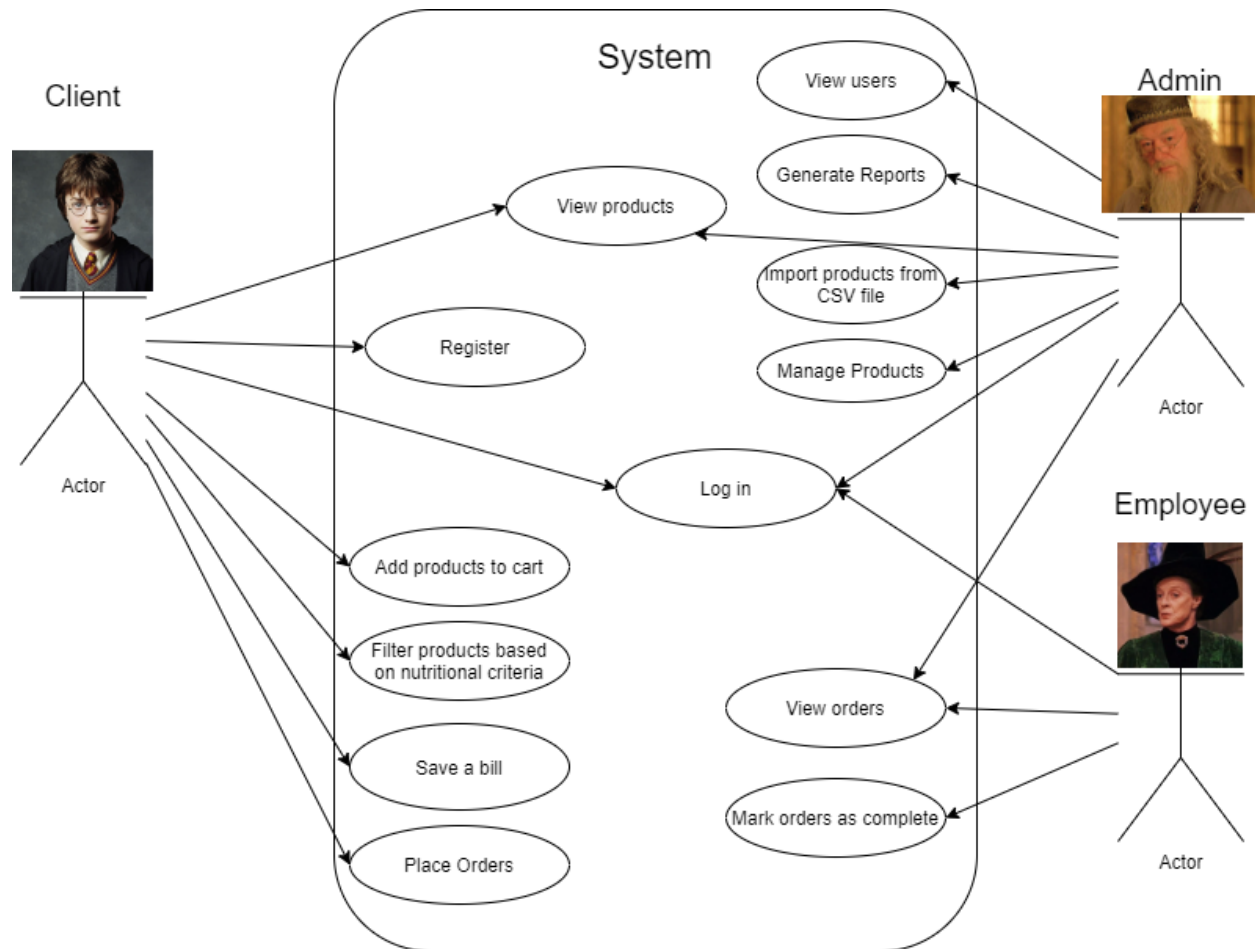 System
Client
Admin
View users
Generate Reports
View products
Import products from
CSV file
Register
Manage Products
Actor
Log in
Actor
Employee
Add products to cart
Filter products based
on nutritional criteria
View orders
Save a bill
Mark orders as complete
Place Orders
Actor